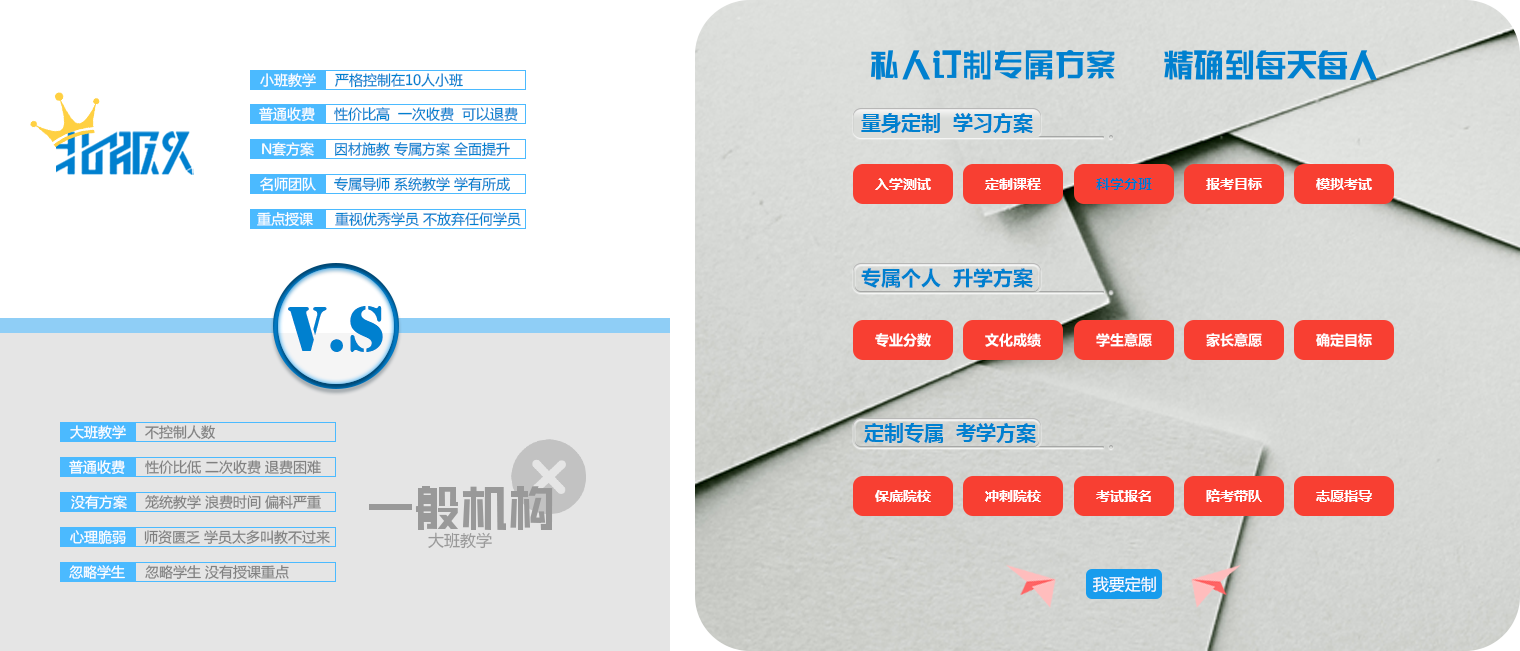 小班教学 严格控制在10人小班
普通收费 性价比高 一次收费 可以退费
N套方案 因材施教 专属方案 全面提升
名师团队 专属导师 系统教学 学有所成
重点授课 重视优秀学员 不放弃任何学员
V.S
大班教学 不控制人数
普通收费 性价比低 二次收费 退费困难
没有方案 笼统教学 浪费时间 偏科严重
心理脆弱 师资匮乏 学员太多叫教不过来
忽略学生 忽略学生 没有授课重点
一般机构
大班教学
私人订制专属方案 精确到每天每人
量身定制 学习方案
入学测试 定制课程 科学分班 报考目标 模拟考试
专属个人 升学方案
专业分数 文化成绩 学生意愿 家长意愿 确定目标
定制专属 考学方案
保底院校 冲刺院校 考试报名 陪考带队 志愿指导
我要定制